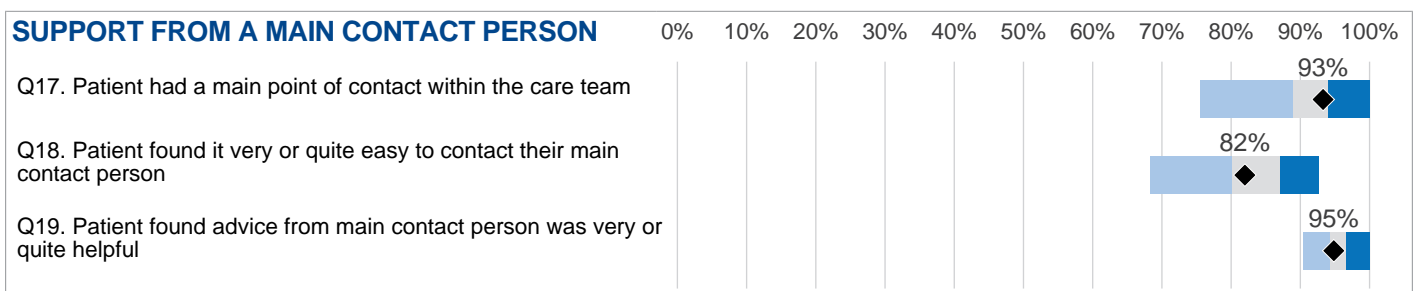 SUPPORT FROM A MAIN CONTACT PERSON 0% 10% 20% 30% 40% 50% 60% 70% 80% 90% 100%
Q17. Patient had a main point of contact within the care team 93%
Q18. Patient found it very or quite easy to contact their main 82%
contact person
Q19. Patient found advice from main contact person was very or 95%
quite helpful